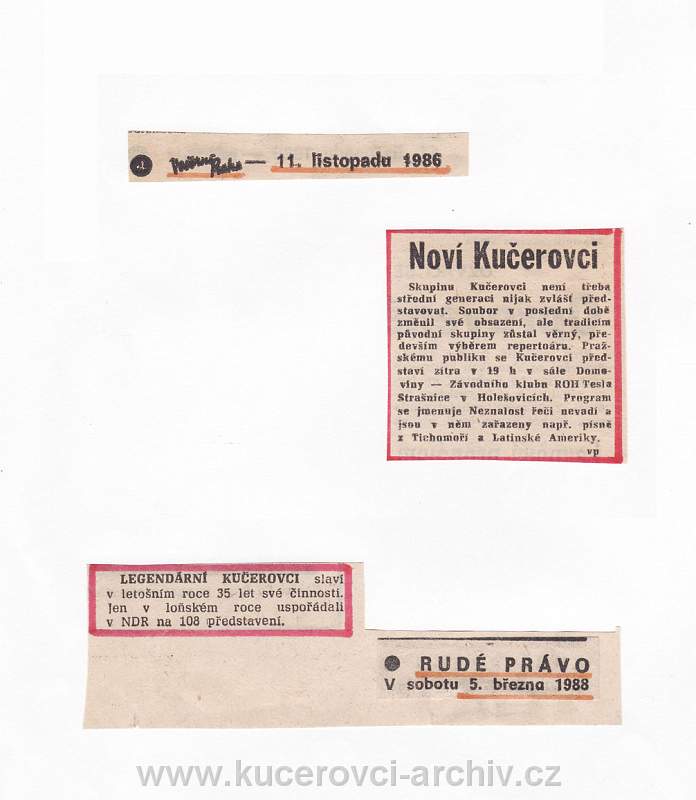 Večerní Praha — 11. listopadu 1986
Noví Kučerovci
Skupinu Kučerovci není třeba
střední generaci nijak zvlášť před-
stavovat. Soubor v poslední době
změnil své obsazení, ale tradicím
původní skupiny zůstal věrný, pře-
devším výběrem repertoáru. Praž-
skému publiku se Kučerovci před-
staví zítra v 19 h v sále Domo-
viny — Závodního klubu ROH Tesla
Strašnice v Holešovicích. Program
se jmenuje Neznalost řeči nevadí a
jsou v něm zařazeny např. písně
z Tichomoří a Latinské Ameriky.
vp
LEGENDÁRNÍ KUČEROVCI slaví
v letošním roce 35 let své činnosti.
Jen v loňském roce uspořádali
v NDR na 108 představení.
● RUDÉ PRÁVO
V sobotu 5. března 1988
www.kucerovci-archiv.cz